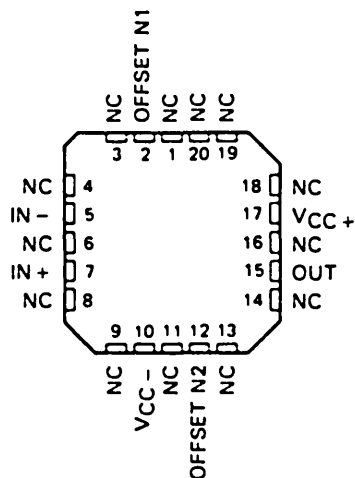 NC
OFFSET N1
NC
NC
NC
3 2 1 20 19
NC 4 18 NC
IN - 5 17 VCC +
NC 6 16 NC
IN + 7 15 OUT
NC 8 14 NC
9 10 11 12 13
NC
VCC -
NC
OFFSET N2
NC